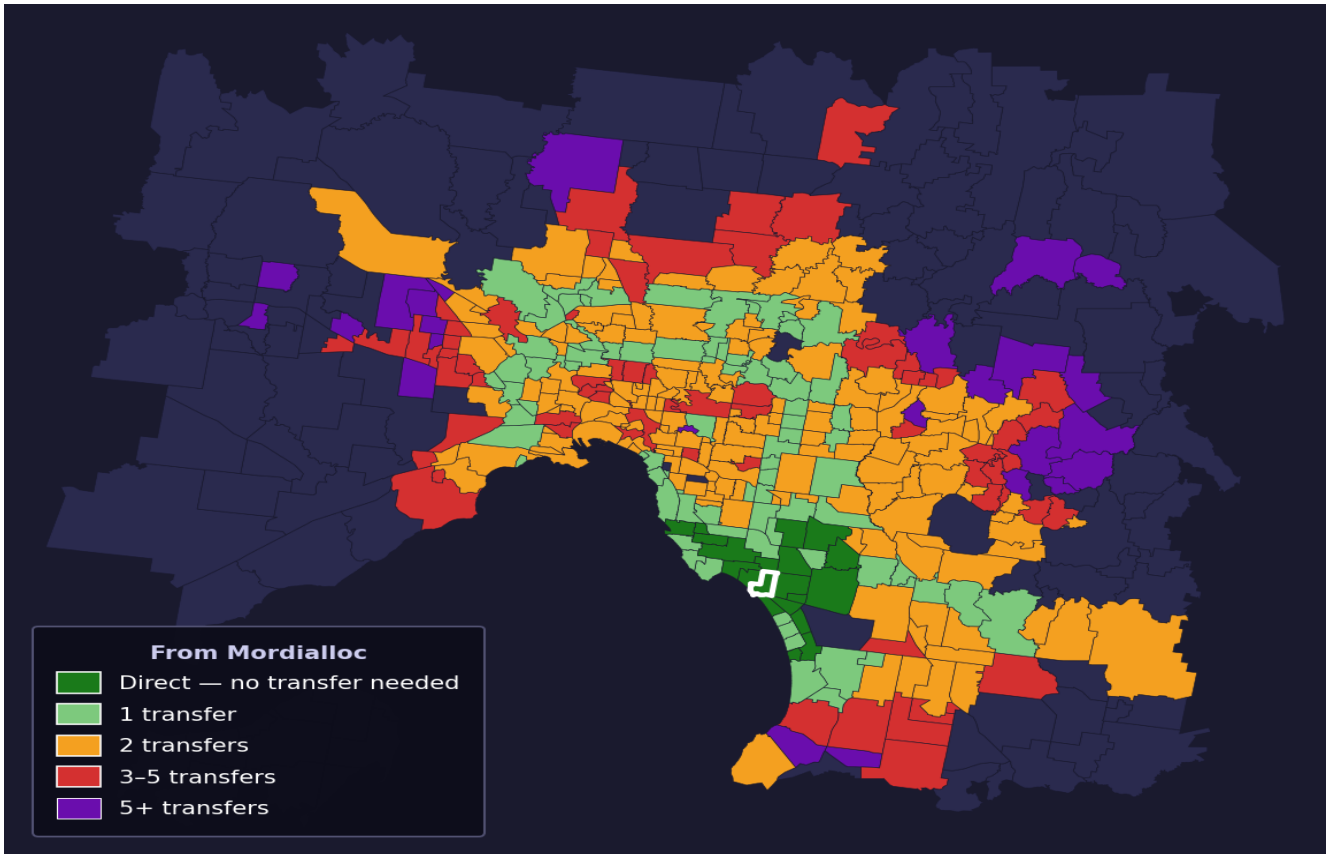 From Mordialloc
Direct — no transfer needed
1 transfer
2 transfers
3–5 transfers
5+ transfers